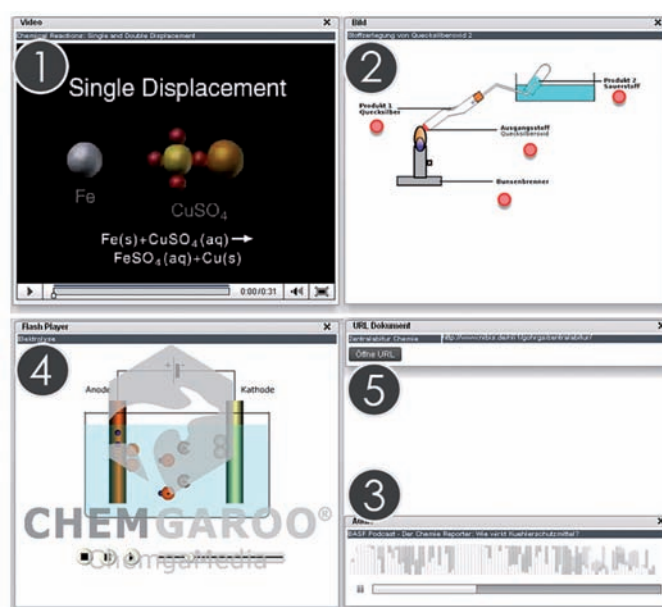 Video
Chemical Reactions: Single and Double Displacement
1
Single Displacement
Fe
CuSO₄
Fe(s)+CuSO₄(aq)→
FeSO₄(aq)+Cu(s)
0:00/0:31
Bild
Stoffzerlegung von Quecksilberoxid 2
2
Produkt 2
Sauerstoff
Produkt 1
Quecksilber
Ausgangsstoff
Quecksilberoxid
Bunsenbrenner
Flash Player
Elektrolyse
4
Anode
Kathode
CHEMGAROO®
ChemgaMedia
URL Dokument
Zentralabitur Chemie
Öffne URL
5
3
BASF Podcast - Der Chemie Reporter: Wie wirkt Kuehlerschutzmittel?